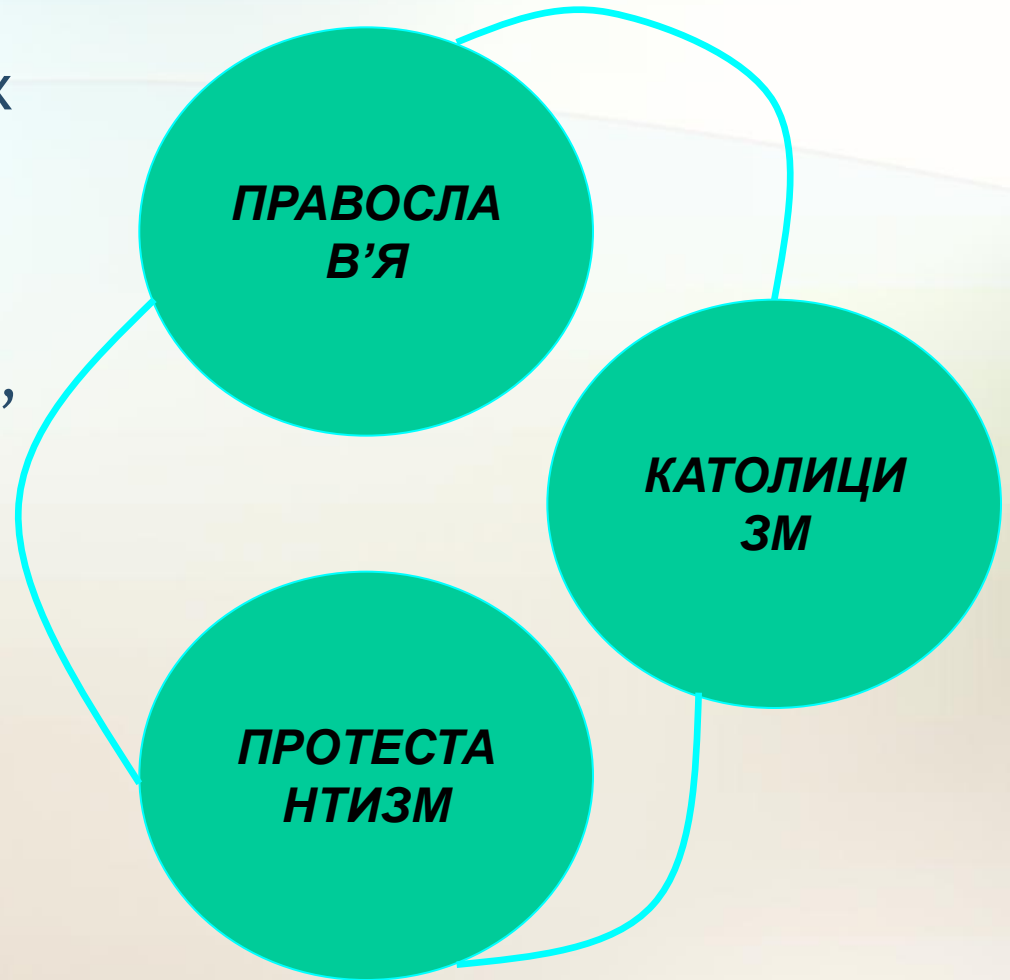 х
ПРАВОСЛА
В’Я
,
КАТОЛИЦИ
ЗМ
ПРОТЕСТА
НТИЗМ